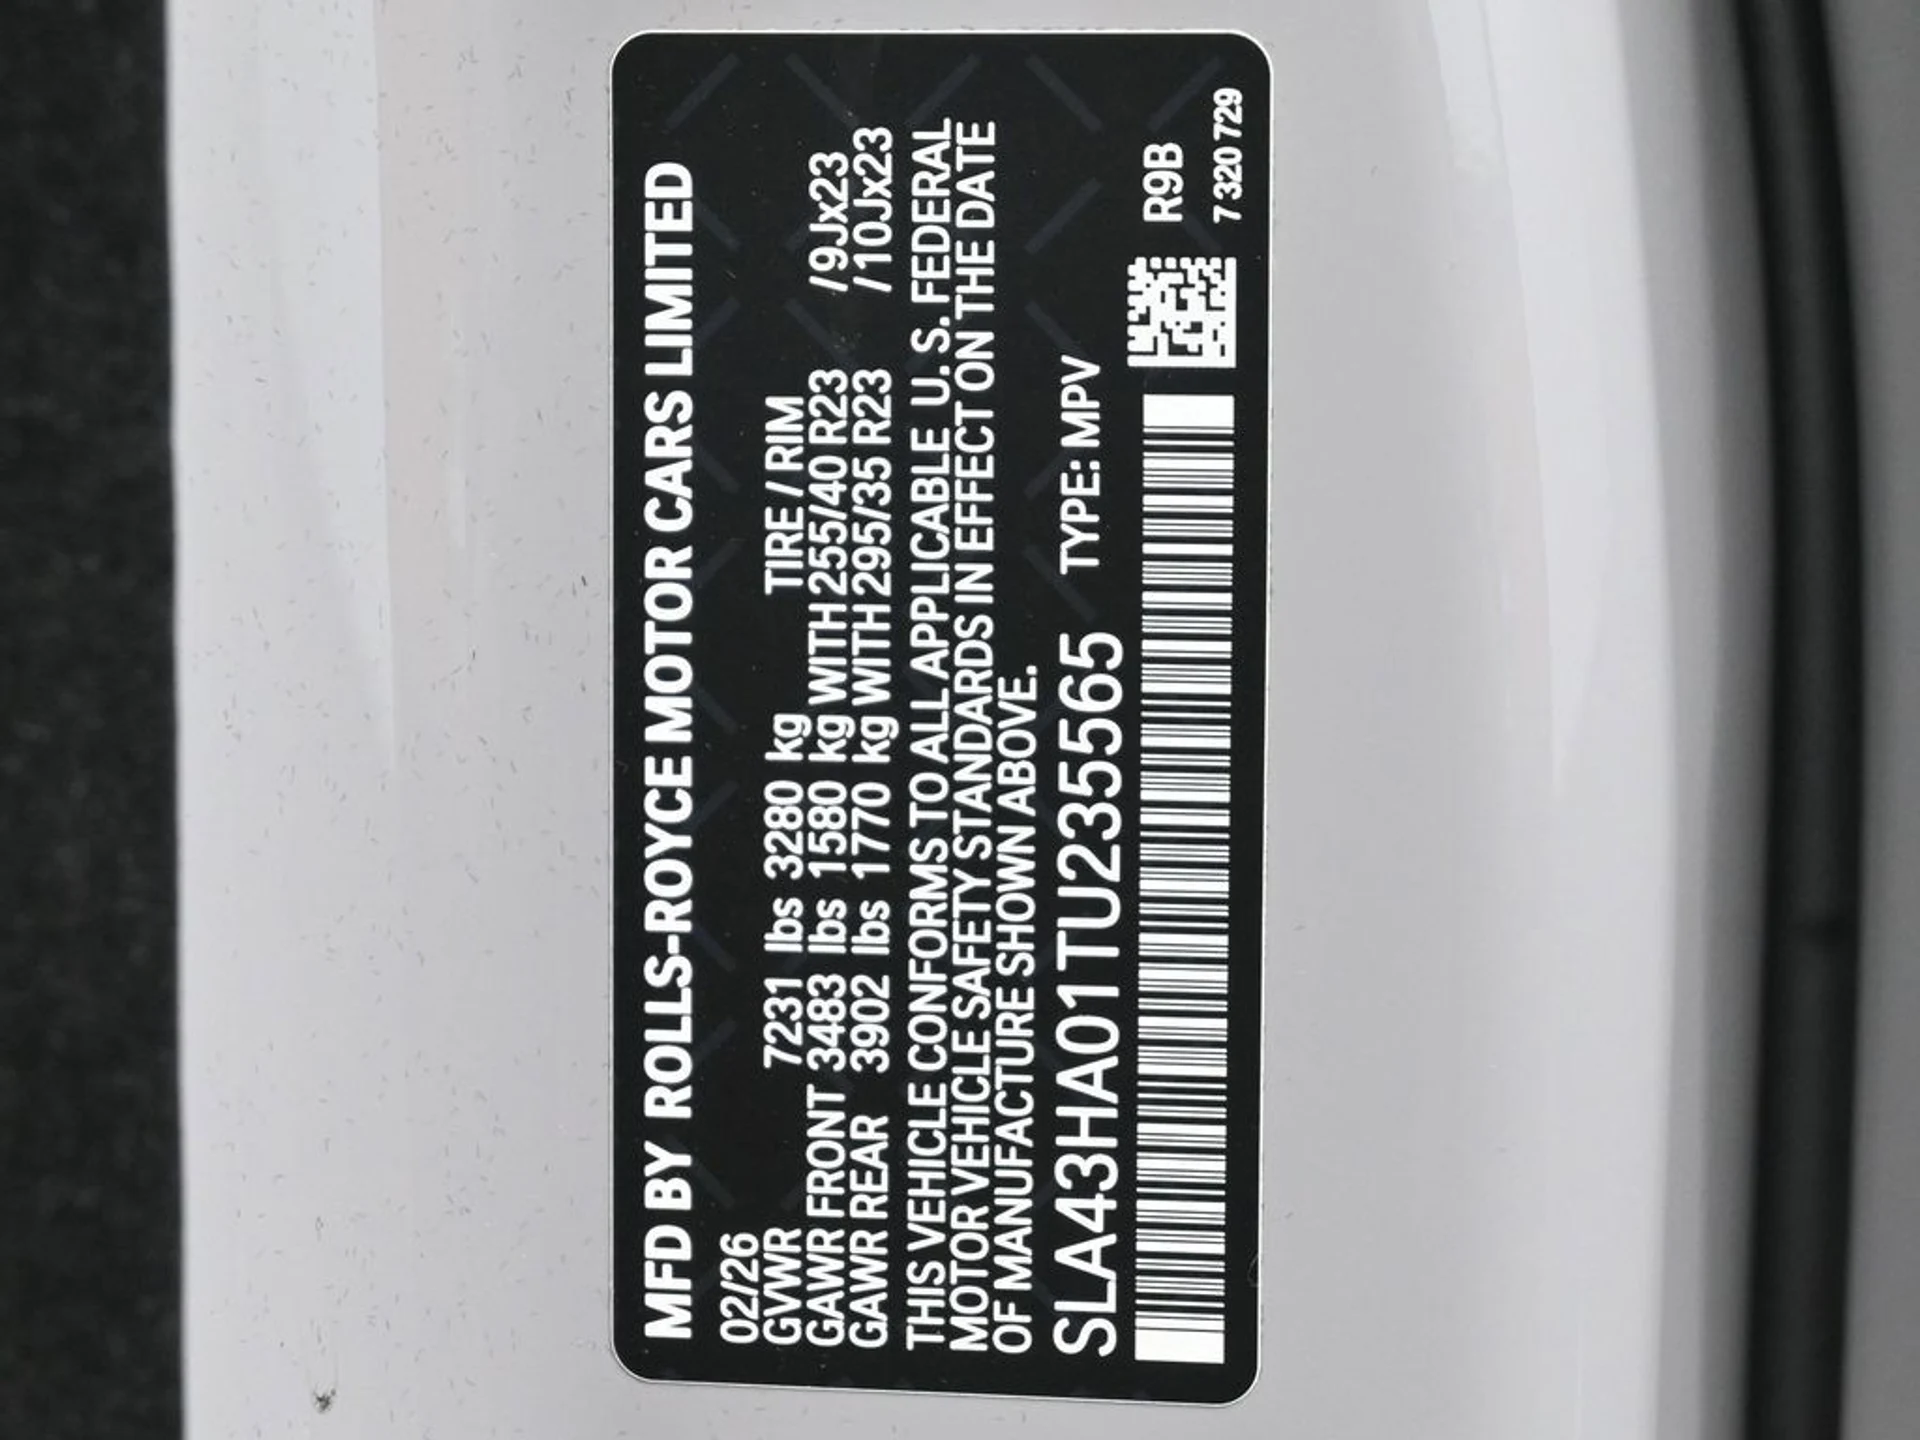 MFD BY ROLLS-ROYCE MOTOR CARS LIMITED
02/26
GVWR 7231 lbs 3280 kg TIRE / RIM
GAWR FRONT 3483 lbs 1580 kg WITH 255/40 R23 /9Jx23
GAWR REAR 3902 lbs 1770 kg WITH 295/35 R23 /10Jx23
THIS VEHICLE CONFORMS TO ALL APPLICABLE U.S. FEDERAL
MOTOR VEHICLE SAFETY STANDARDS IN EFFECT ON THE DATE
OF MANUFACTURE SHOWN ABOVE.
SLA43HA01TU235565 TYPE: MPV
R9B
7 320 729